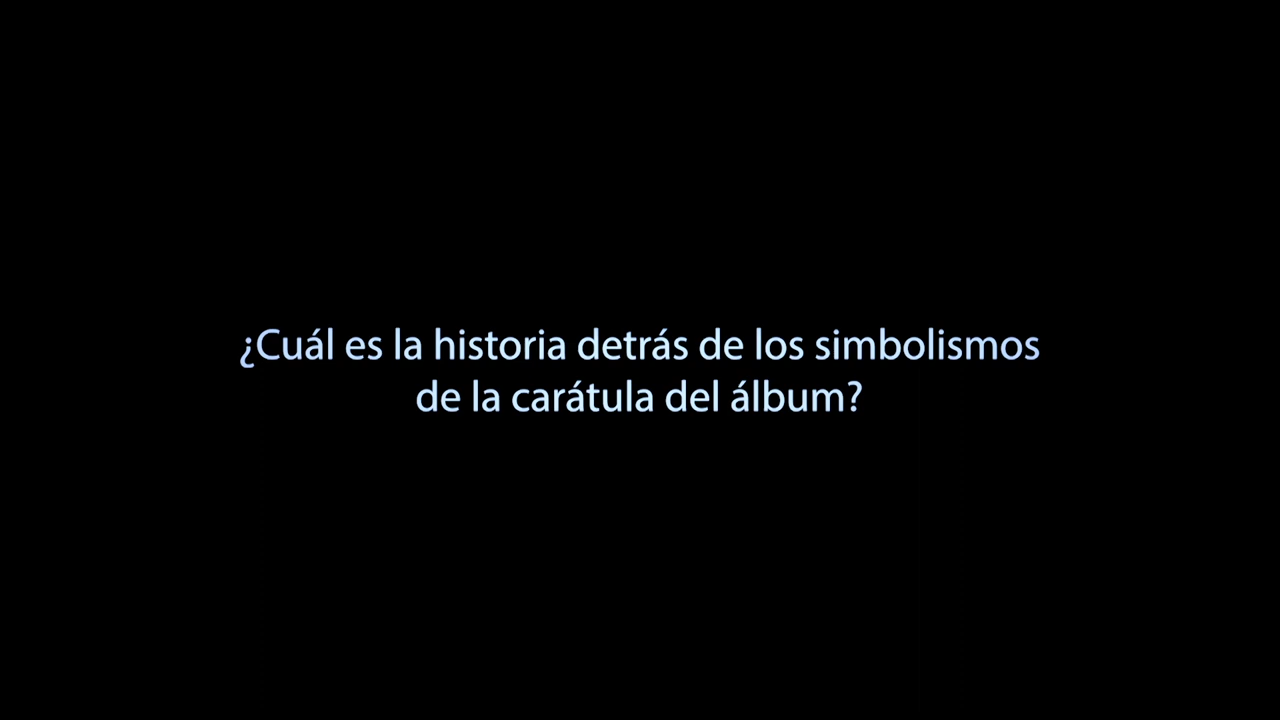 ¿Cuál es la historia detrás de los simbolismos
de la carátula del álbum?